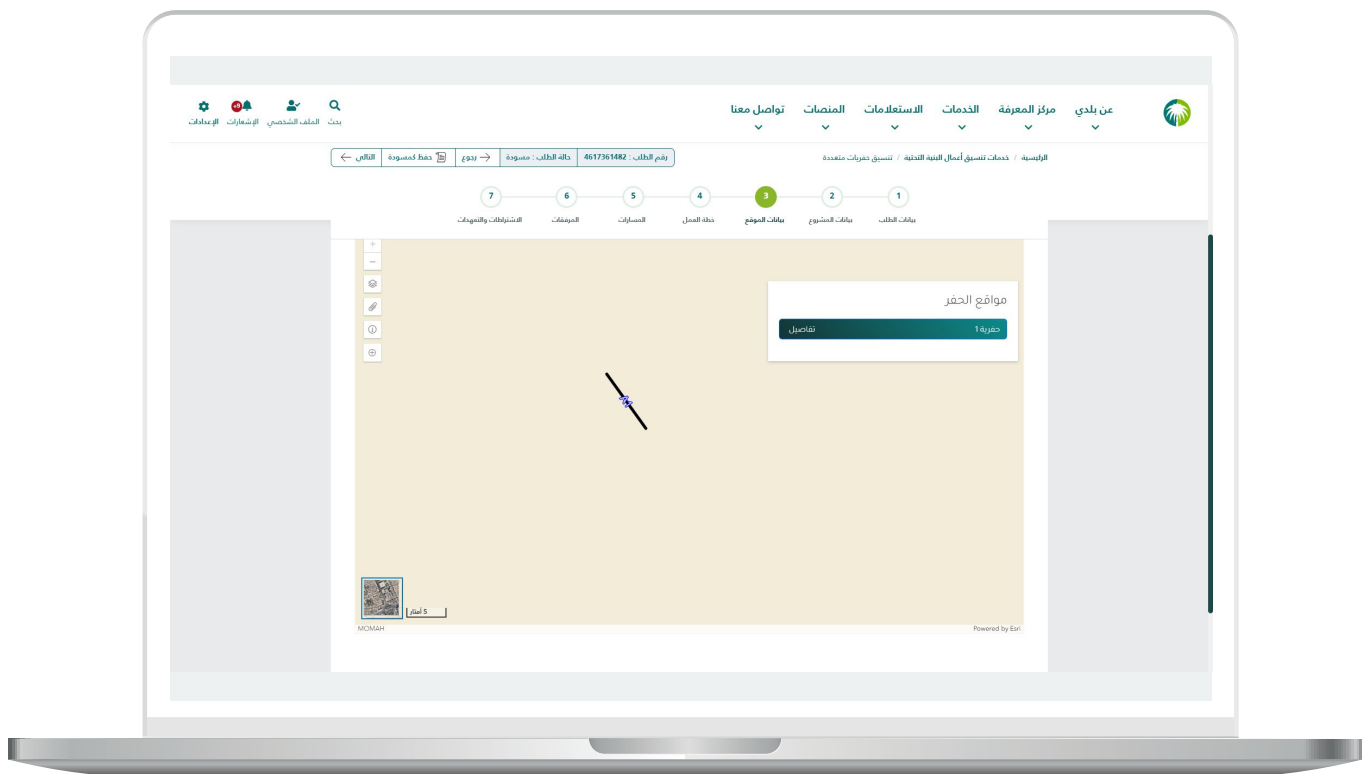 عن بلدي
مركز المعرفة
الخدمات
الاستعلامات
المنصات
تواصل معنا
بحث
الملف الشخصي
الإشعارات
الإعدادات
الرئيسية / خدمات تنسيق أعمال البنية التحتية / تنسيق حفريات متعددة
رقم الطلب : 4617361482
حالة الطلب : مسودة
رجوع
حفظ كمسودة
التالي
1
2
3
4
5
6
7
بيانات الطلب
بيانات المشروع
بيانات الموقع
خطة العمل
المسارات
المرفقات
الاشتراطات والتعهدات
مواقع الحفر
حفرية 1
تفاصيل
5 أمتار
MOMAH
Powered by Esri